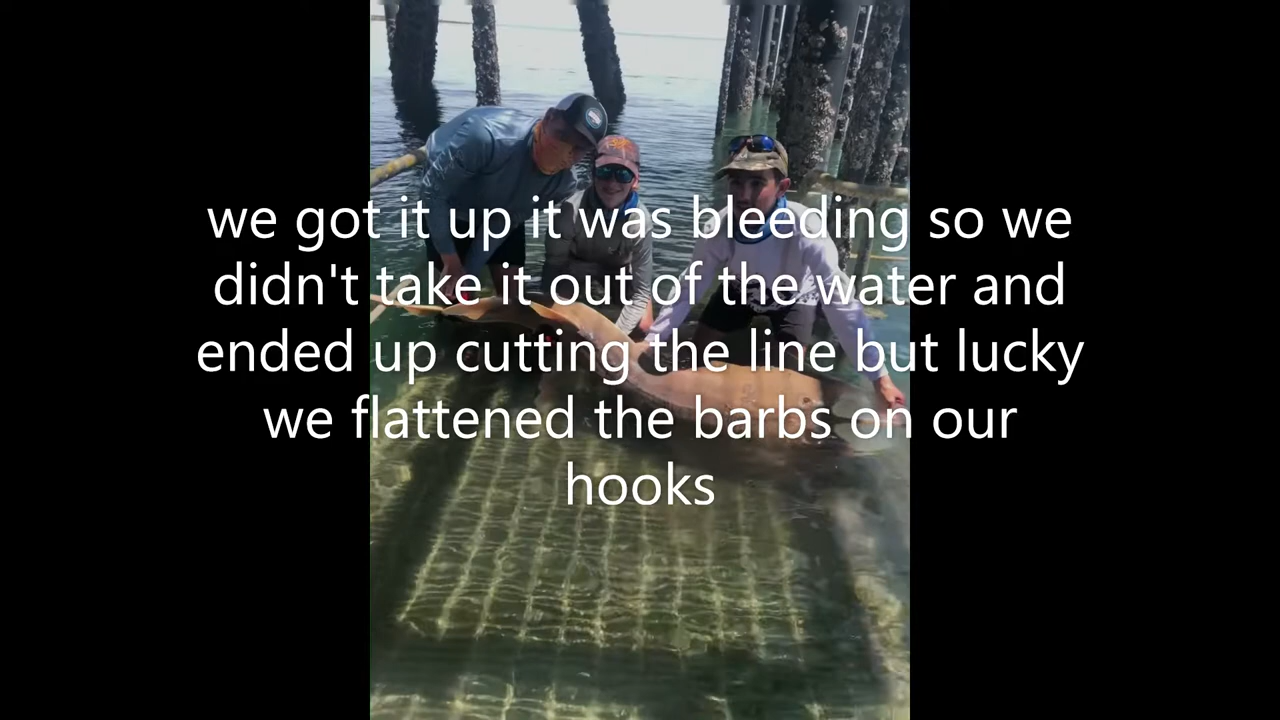 we got it up it was bleeding so we
didn't take it out of the water and
ended up cutting the line but lucky
we flattened the barbs on our
hooks